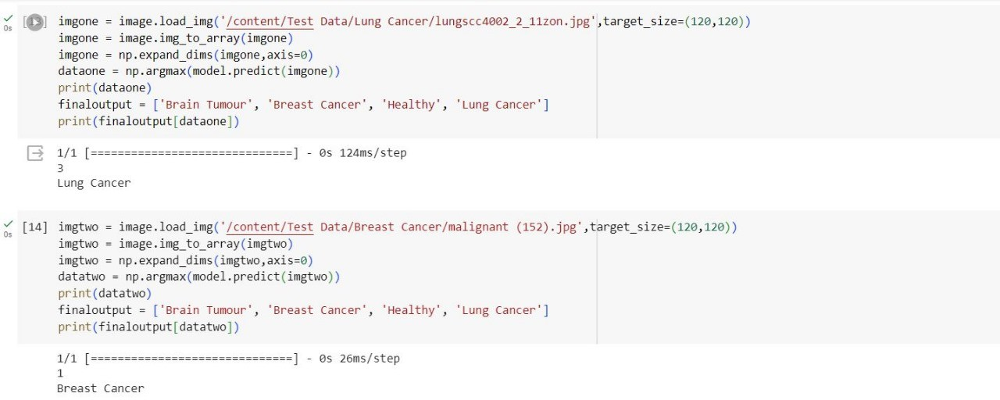 [13] imgone = image.load_img('/content/Test Data/Lung Cancer/lungscc4002_2_11zon.jpg',target_size=(120,120))
0s
imgone = image.img_to_array(imgone)
imgone = np.expand_dims(imgone,axis=0)
dataone = np.argmax(model.predict(imgone))
print(dataone)
finaloutput = ['Brain Tumour', 'Breast Cancer', 'Healthy', 'Lung Cancer']
print(finaloutput[dataone])
1/1 [==============================] - 0s 124ms/step
3
Lung Cancer
[14] imgtwo = image.load_img('/content/Test Data/Breast Cancer/malignant (152).jpg',target_size=(120,120))
0s
imgtwo = image.img_to_array(imgtwo)
imgtwo = np.expand_dims(imgtwo,axis=0)
datatwo = np.argmax(model.predict(imgtwo))
print(datatwo)
finaloutput = ['Brain Tumour', 'Breast Cancer', 'Healthy', 'Lung Cancer']
print(finaloutput[datatwo])
1/1 [==============================] - 0s 26ms/step
1
Breast Cancer